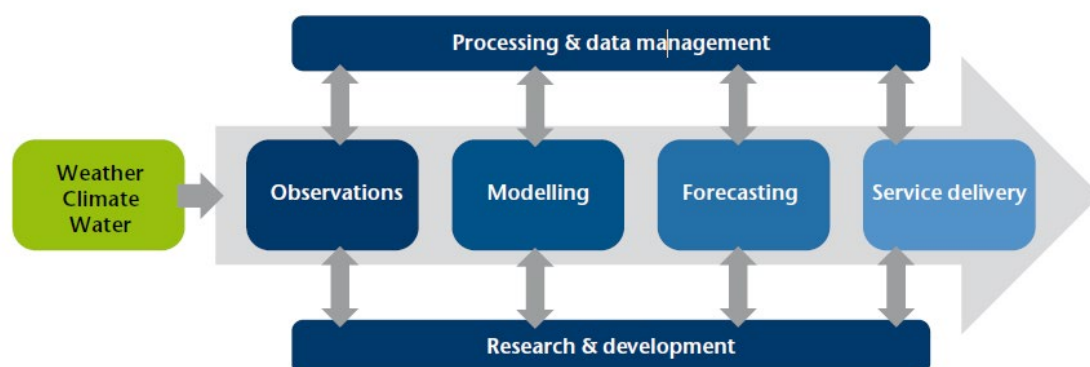 Processing & data management
Weather
Climate
Water
Observations
Modelling
Forecasting
Service delivery
Research & development